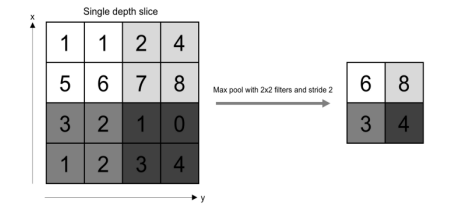 Single depth slice
x
1 1 2 4
5 6 7 8
3 2 1 0
1 2 3 4
y
Max pool with 2x2 filters and stride 2
6 8
3 4